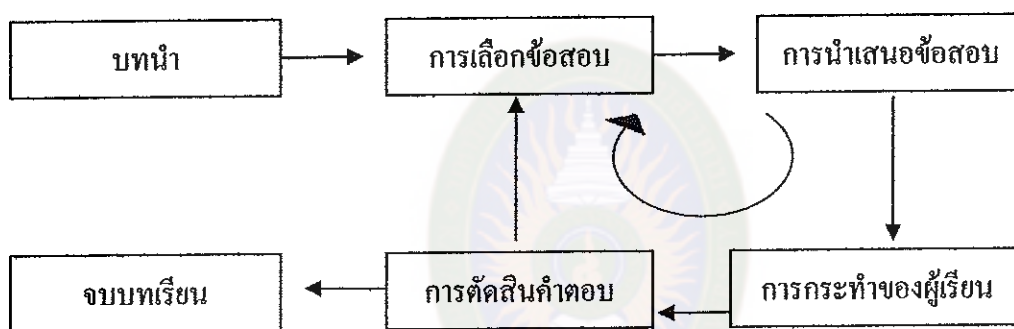 บทนำ
การเลือกข้อสอบ
การนำเสนอข้อสอบ
จบบทเรียน
การตัดสินคำตอบ
การกระทำของผู้เรียน